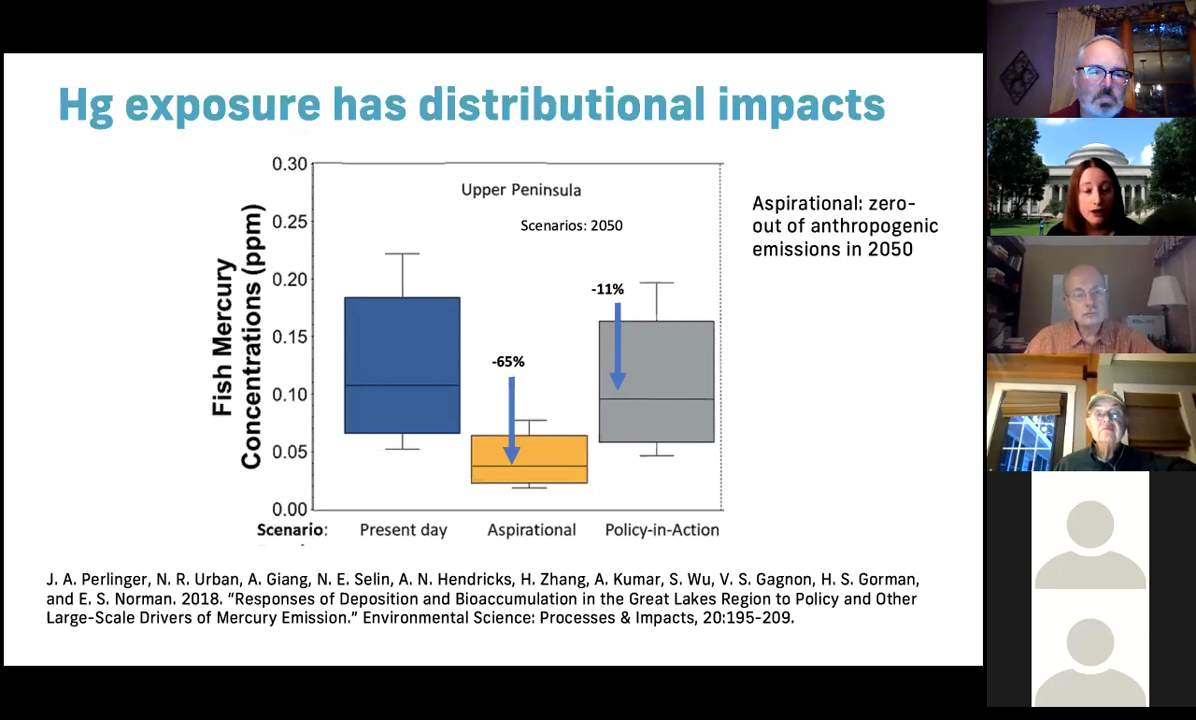 Hg exposure has distributional impacts
0.30
0.25
0.20
0.15
0.10
0.05
0.00
Fish Mercury
Concentrations (ppm)
Upper Peninsula
Scenarios: 2050
-65%
-11%
Scenario:
Present day
Aspirational
Policy-in-Action
Aspirational: zero-
out of anthropogenic
emissions in 2050
J. A. Perlinger, N. R. Urban, A. Giang, N. E. Selin, A. N. Hendricks, H. Zhang, A. Kumar, S. Wu, V. S. Gagnon, H. S. Gorman,
and E. S. Norman. 2018. “Responses of Deposition and Bioaccumulation in the Great Lakes Region to Policy and Other
Large-Scale Drivers of Mercury Emission.” Environmental Science: Processes & Impacts, 20:195-209.